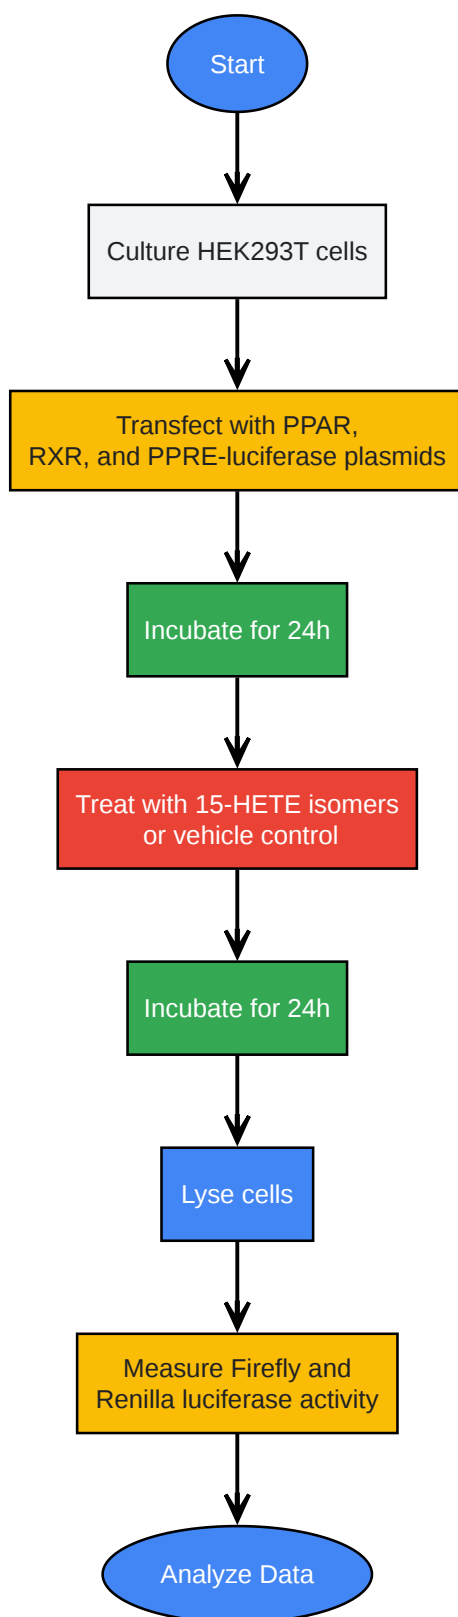 Start
Culture HEK293T cells
Transfect with PPAR,
RXR, and PPRE-luciferase plasmids
Incubate for 24h
Treat with 15-HETE isomers
or vehicle control
Incubate for 24h
Lyse cells
Measure Firefly and
Renilla luciferase activity
Analyze Data